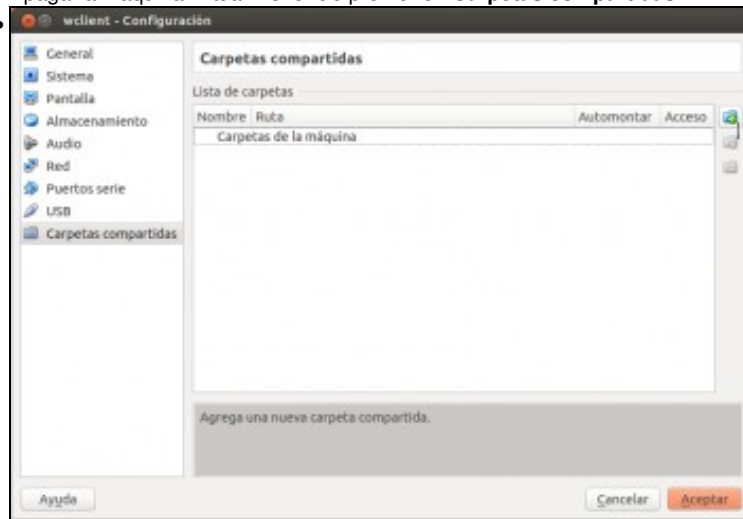 wclient - Configuración
General
Sistema
Pantalla
Almacenamiento
Audio
Red
Puertos serie
USB
Carpetas compartidas
Carpetas compartidas
Lista de carpetas
Nombre Ruta Automontar Acceso
Carpetas de la máquina
Agrega una nueva carpeta compartida.
Ayuda Cancelar Aceptar